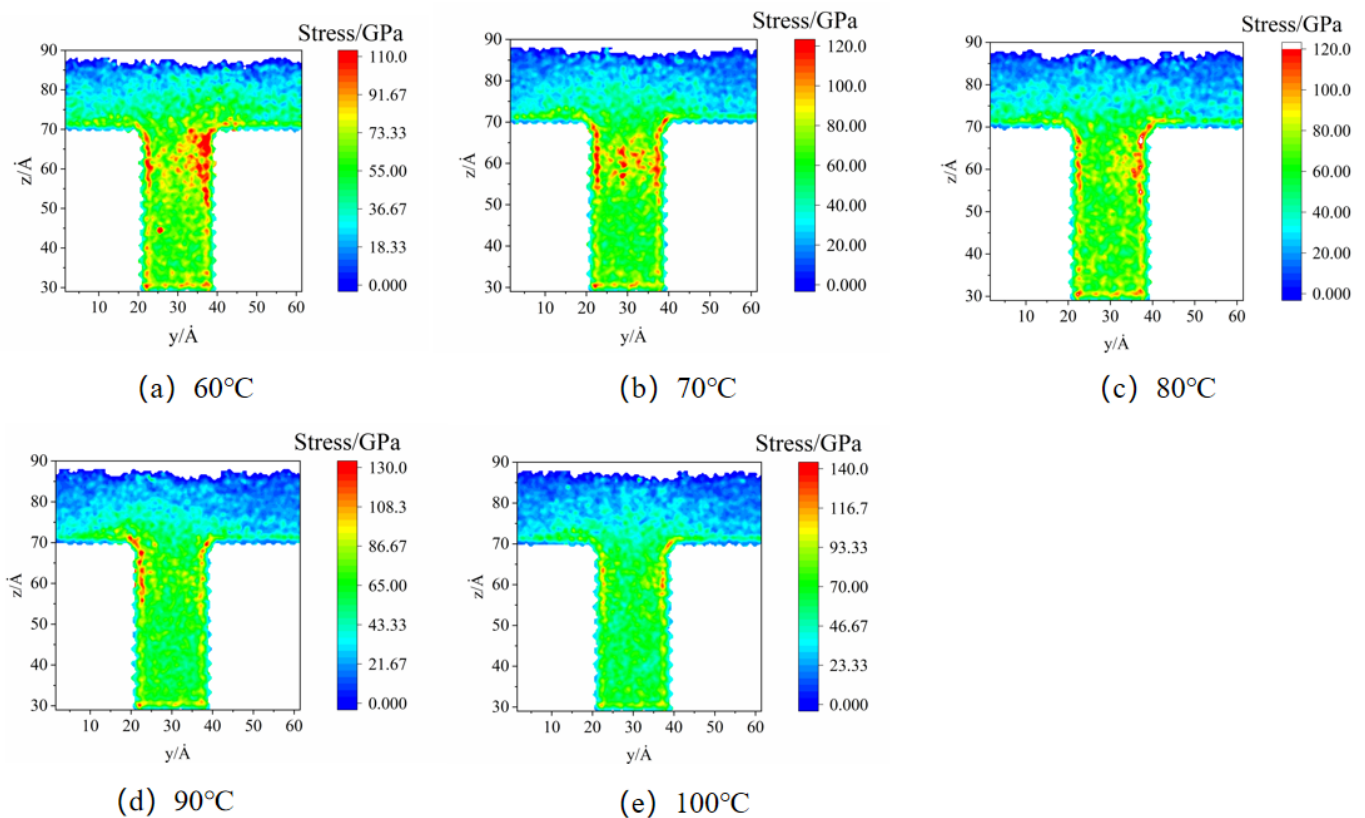 Stress/GPa
90
80
70
60
50
40
30
z/Å
10 20 30 40 50 60
y/Å
110.0
91.67
73.33
55.00
36.67
18.33
0.000
(a) 60℃
Stress/GPa
90
80
70
60
50
40
30
z/Å
10 20 30 40 50 60
y/Å
120.0
100.0
80.00
60.00
40.00
20.00
0.000
(b) 70℃
Stress/GPa
90
80
70
60
50
40
30
z/Å
10 20 30 40 50 60
y/Å
120.0
100.0
80.00
60.00
40.00
20.00
0.000
(c) 80℃
Stress/GPa
90
80
70
60
50
40
30
z/Å
10 20 30 40 50 60
y/Å
130.0
108.3
86.67
65.00
43.33
21.67
0.000
(d) 90℃
Stress/GPa
90
80
70
60
50
40
30
z/Å
10 20 30 40 50 60
y/Å
140.0
116.7
93.33
70.00
46.67
23.33
0.000
(e) 100℃